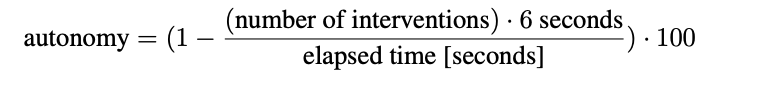 autonomy = (1 − (number of interventions) · 6 seconds / elapsed time [seconds]) · 100